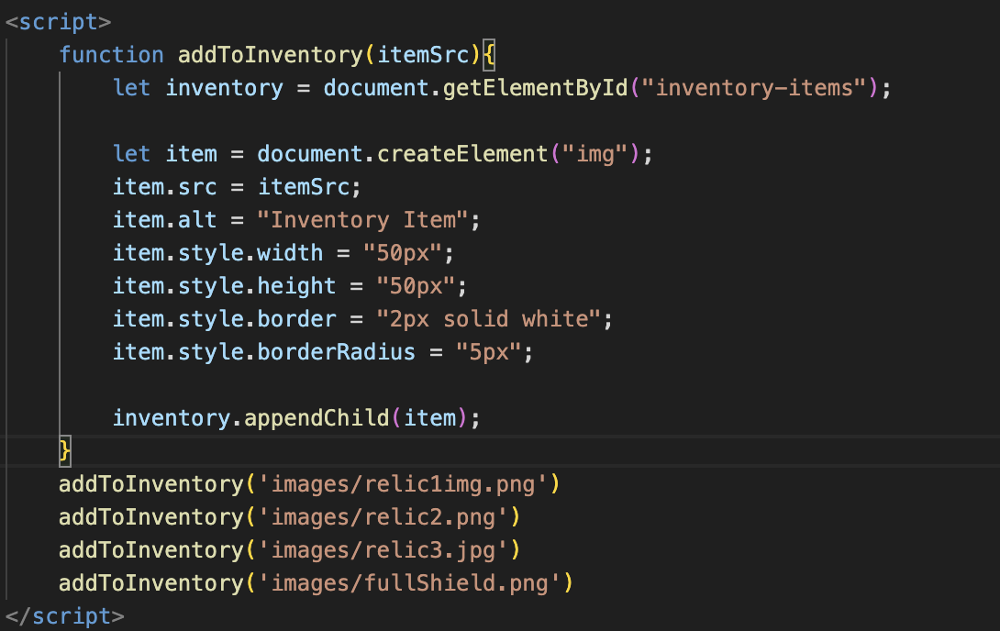 <script>
function addToInventory(itemSrc){
let inventory = document.getElementById("inventory-items");
let item = document.createElement("img");
item.src = itemSrc;
item.alt = "Inventory Item";
item.style.width = "50px";
item.style.height = "50px";
item.style.border = "2px solid white";
item.style.borderRadius = "5px";
inventory.appendChild(item);
}
addToInventory('images/relic1img.png')
addToInventory('images/relic2.png')
addToInventory('images/relic3.jpg')
addToInventory('images/fullShield.png')
</script>